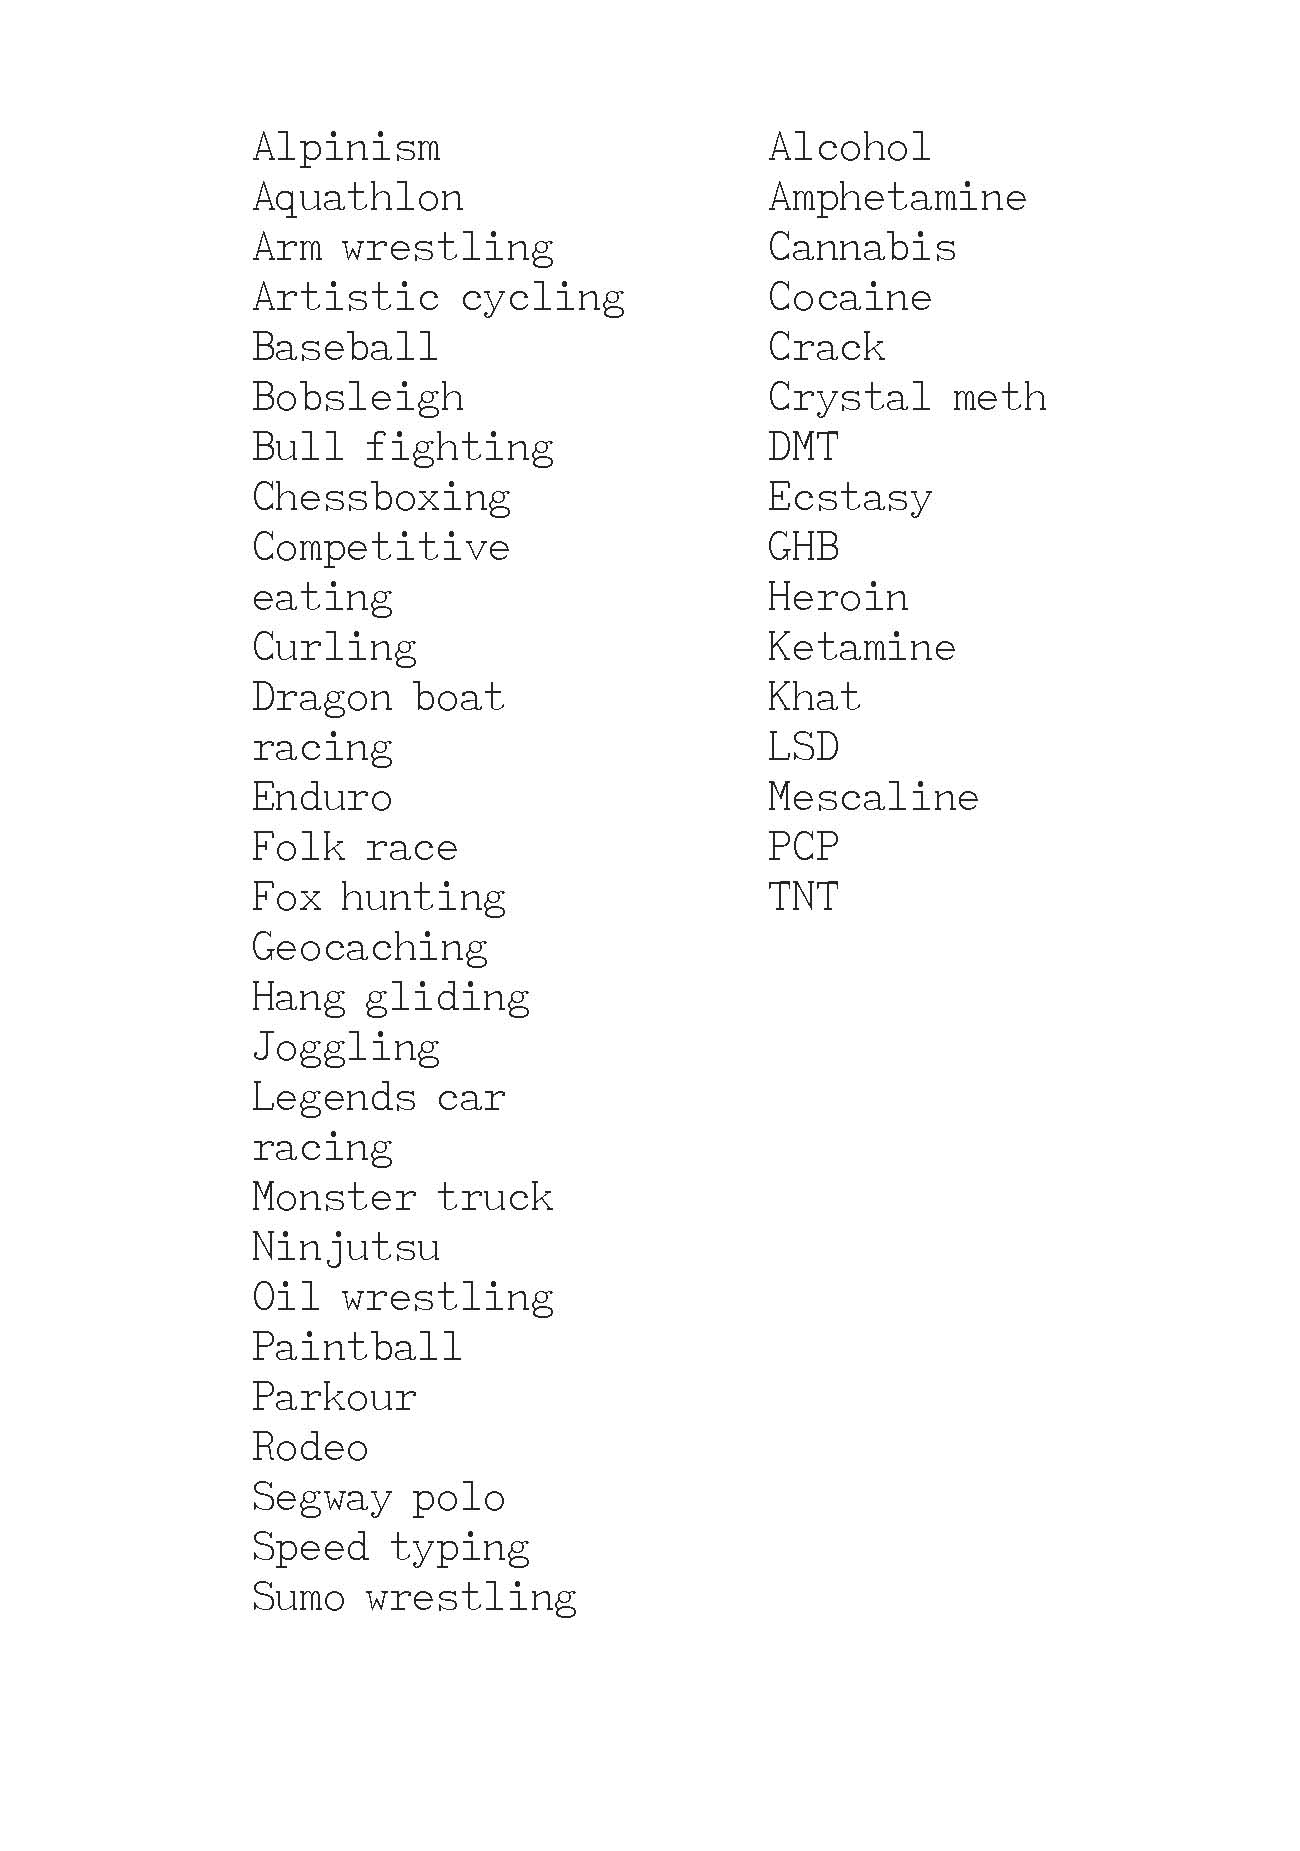 Alpinism
Aquathlon
Arm wrestling
Artistic cycling
Baseball
Bobsleigh
Bull fighting
Chessboxing
Competitive
eating
Curling
Dragon boat
racing
Enduro
Folk race
Fox hunting
Geocaching
Hang gliding
Joggling
Legends car
racing
Monster truck
Ninjutsu
Oil wrestling
Paintball
Parkour
Rodeo
Segway polo
Speed typing
Sumo wrestling
Alcohol
Amphetamine
Cannabis
Cocaine
Crack
Crystal meth
DMT
Ecstasy
GHB
Heroin
Ketamine
Khat
LSD
Mescaline
PCP
TNT